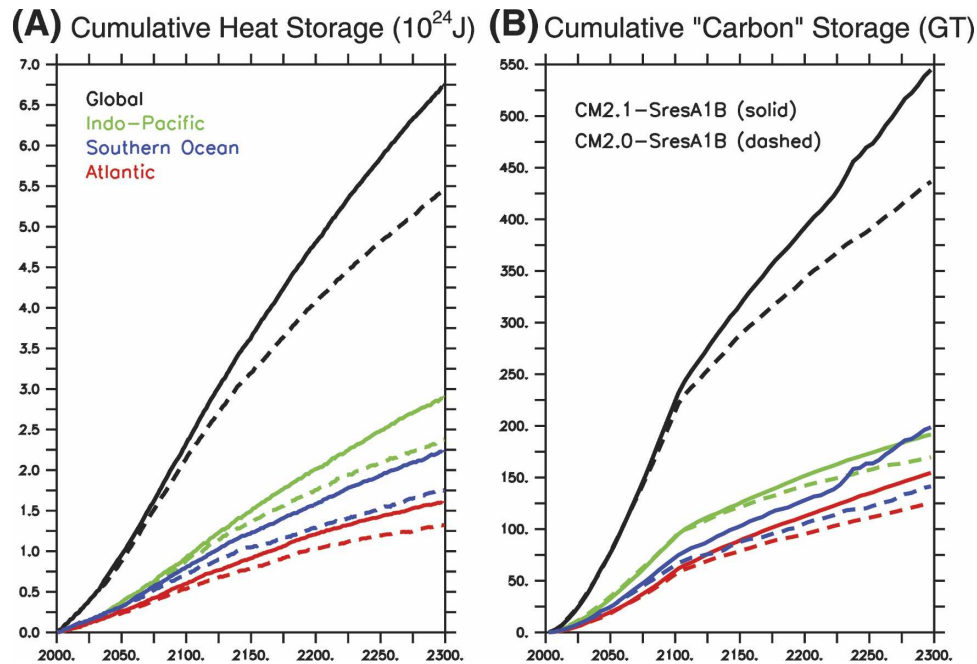 (A) Cumulative Heat Storage (10²⁴J)
7.0
6.5
6.0
5.5
5.0
4.5
4.0
3.5
3.0
2.5
2.0
1.5
1.0
0.5
0.0
Global
Indo-Pacific
Southern Ocean
Atlantic
2000. 2050. 2100. 2150. 2200. 2250. 2300.
(B) Cumulative "Carbon" Storage (GT)
550.
500.
450.
400.
350.
300.
250.
200.
150.
100.
50.
0.
CM2.1-SresA1B (solid)
CM2.0-SresA1B (dashed)
2000. 2050. 2100. 2150. 2200. 2250. 2300.